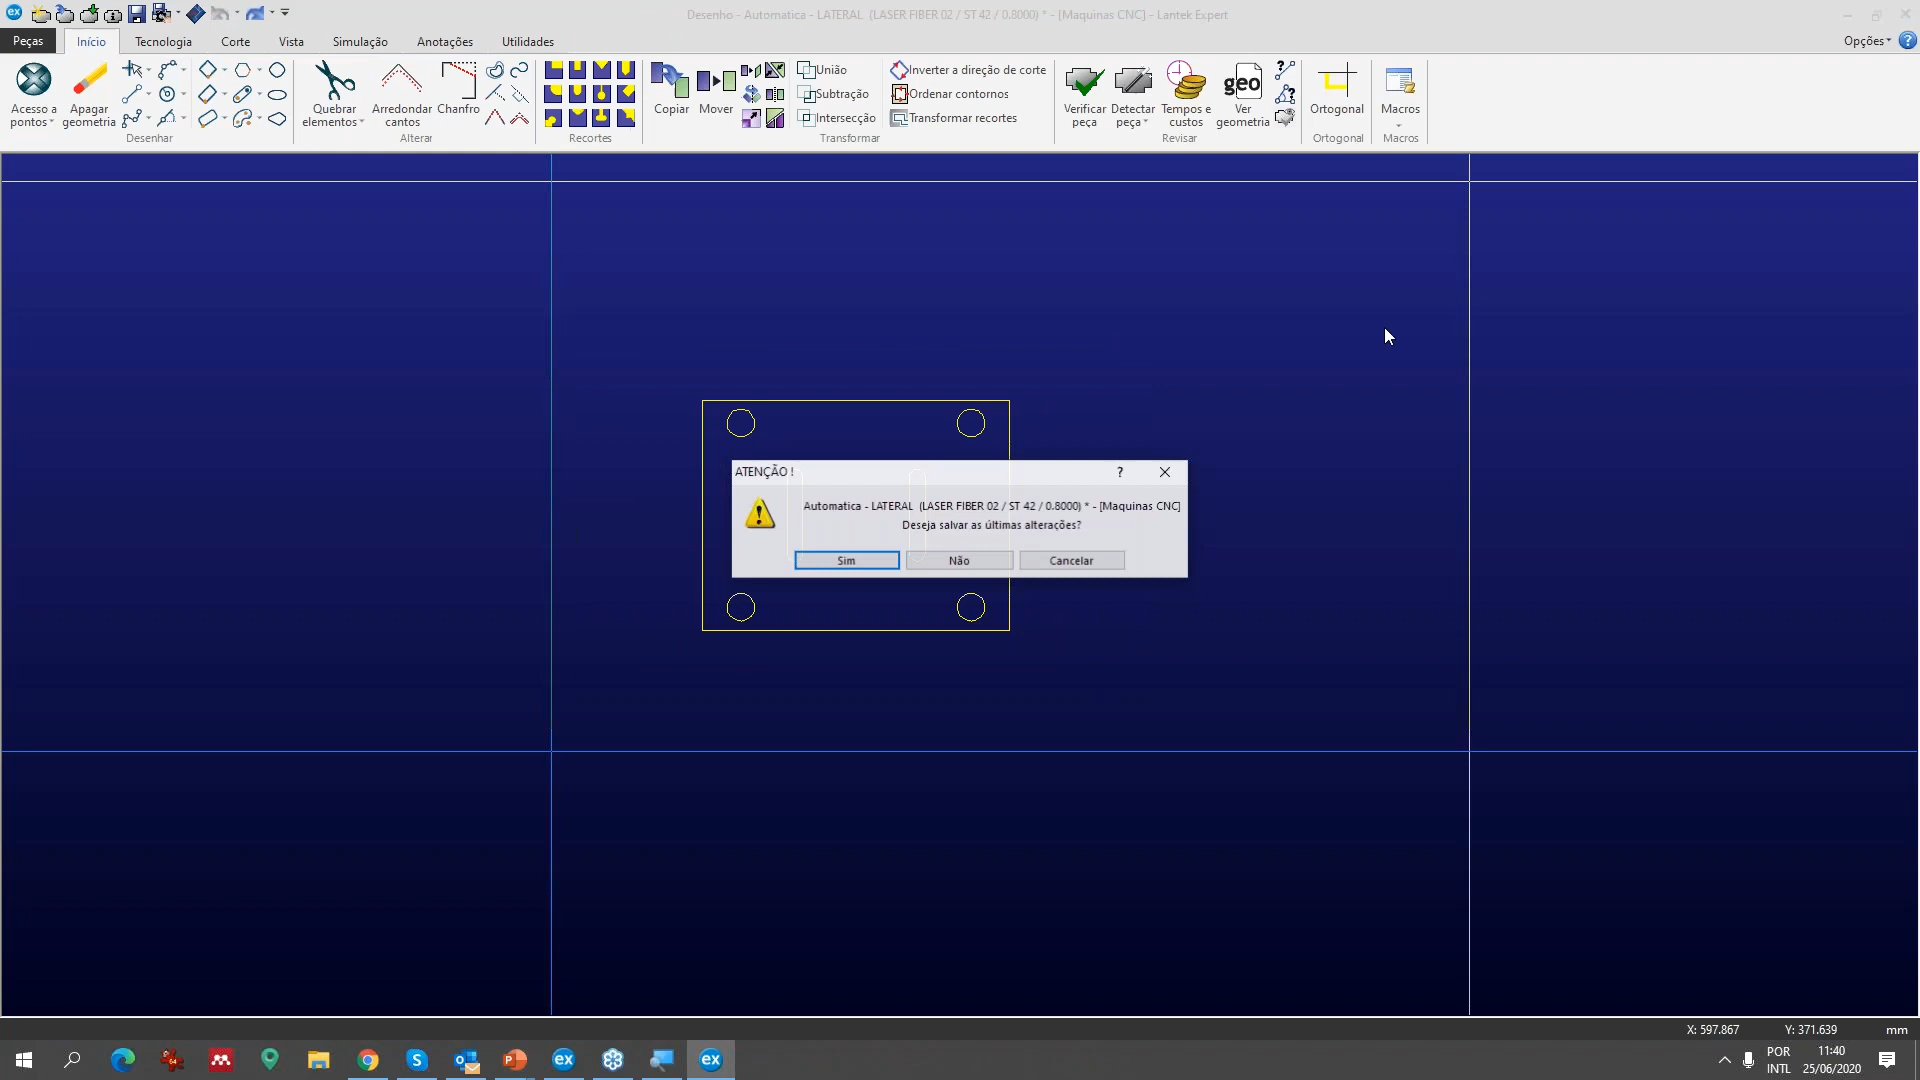 Desenho - Automatica - LATERAL (LASER FIBER 02 / ST 42 / 0.8000) * - [Maquinas CNC] - Lantek Expert
Peças Início Tecnologia Corte Vista Simulação Anotações Utilidades Opções
Acesso a pontos
Apagar geometria
Desenhar
Quebrar elementos
Arredondar cantos
Chanfro
Alterar
Recortes
Copiar
Mover
União
Subtração
Intersecção
Inverter a direção de corte
Ordenar contornos
Transformar recortes
Transformar
Verificar peça
Detectar peça
Tempos e custos
geo
Ver geometria
Revisar
Ortogonal
Ortogonal
Macros
Macros
ATENÇÃO !
Automatica - LATERAL (LASER FIBER 02 / ST 42 / 0.8000) * - [Maquinas CNC]
Deseja salvar as últimas alterações?
Sim Não Cancelar
X: 597.867 Y: 371.639 mm
POR
INTL
11:40
25/06/2020